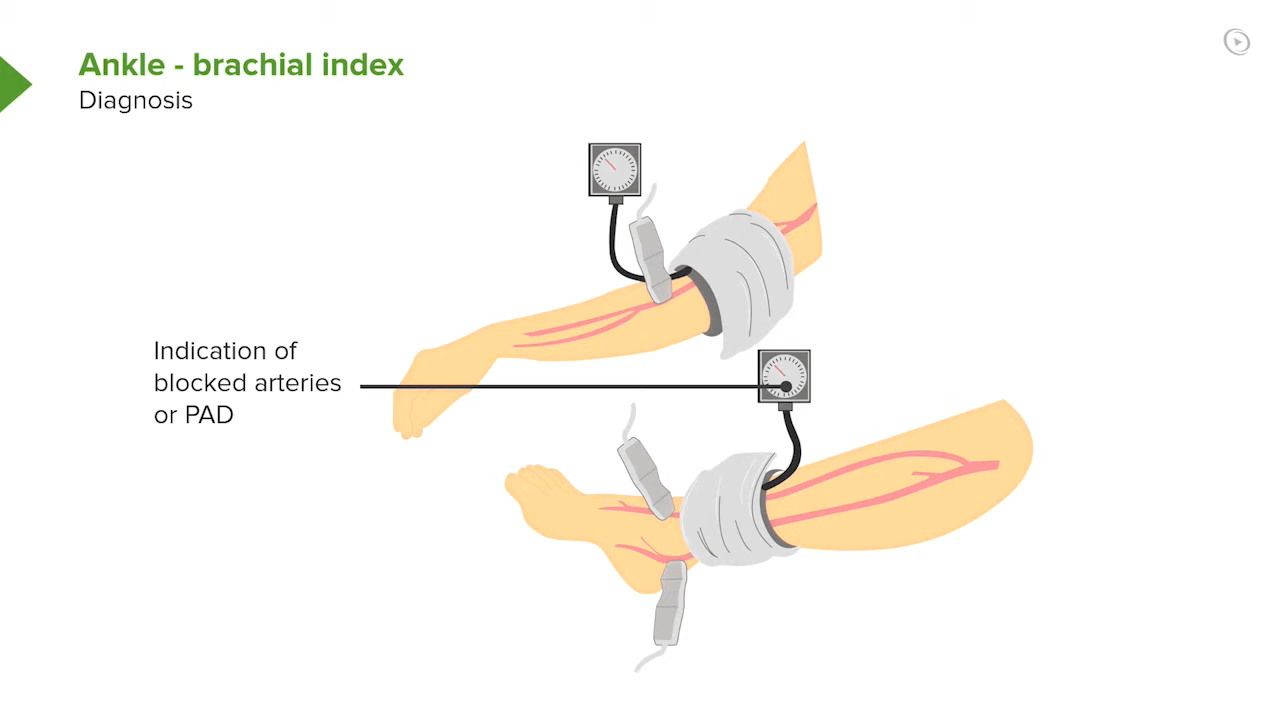 Ankle - brachial index
Diagnosis
Indication of
blocked arteries
or PAD